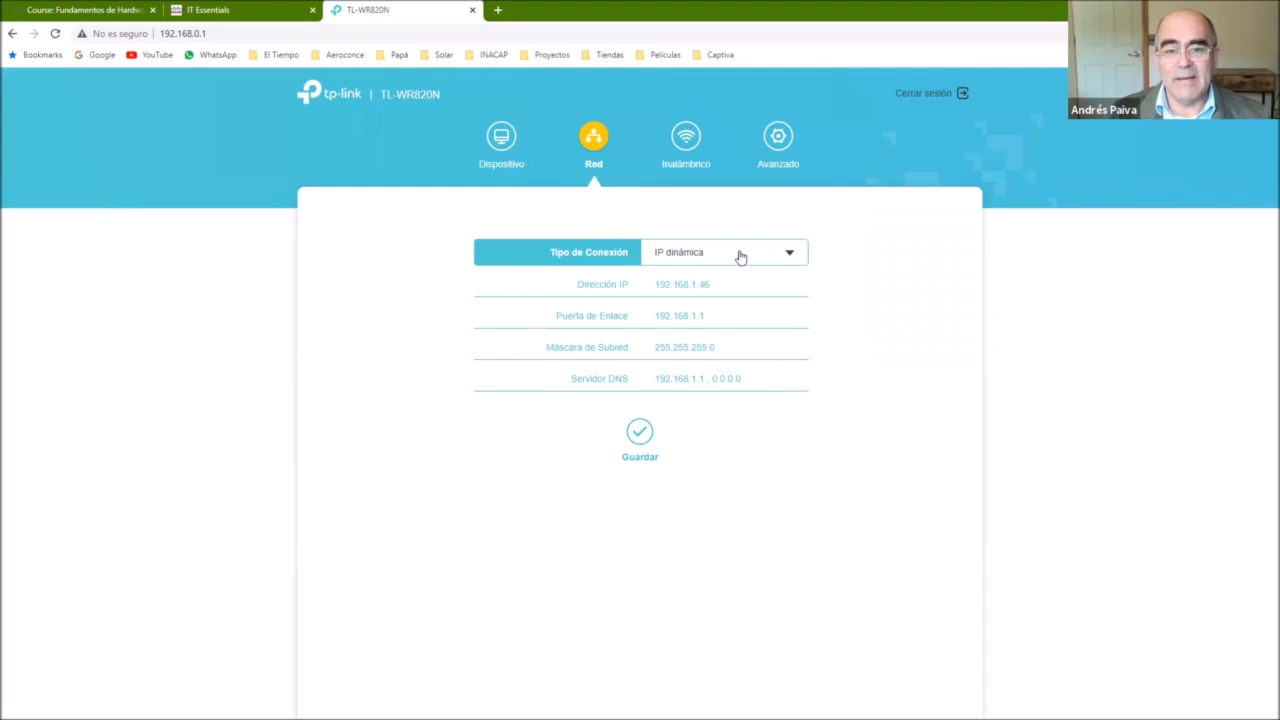 Course: Fundamentos de Hardw
IT Essentials
TL-WR820N
No es seguro
192.168.0.1
Bookmarks
Google
YouTube
WhatsApp
El Tiempo
Aeroconce
Papá
Solar
INACAP
Proyectos
Tiendas
Películas
Captiva
Andrés Paiva
tp-link | TL-WR820N
Cerrar sesión
Dispositivo
Red
Inalámbrico
Avanzado
Tipo de Conexión IP dinámica
Dirección IP 192.168.1.46
Puerta de Enlace 192.168.1.1
Máscara de Subred 255.255.255.0
Servidor DNS 192.168.1.1 , 0.0.0.0
Guardar